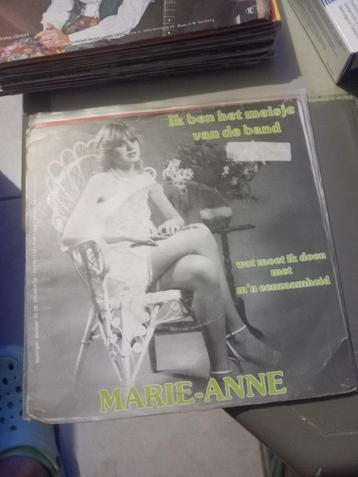 Ik ben het meisje
van de band
wat moet ik doen
met
m'n eenzaamheid
MARIE-ANNE